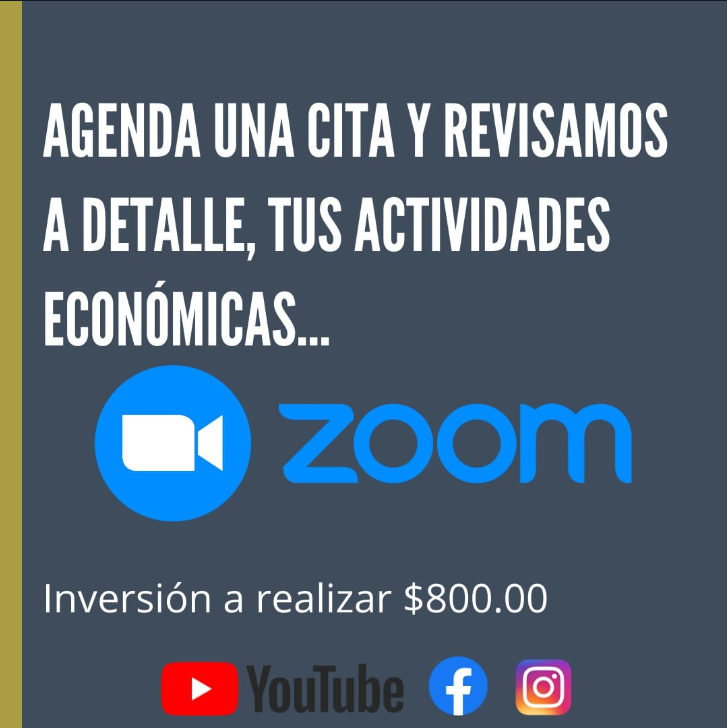 AGENDA UNA CITA Y REVISAMOS
A DETALLE, TUS ACTIVIDADES
ECONÓMICAS...
zoom
Inversión a realizar $800.00
YouTube